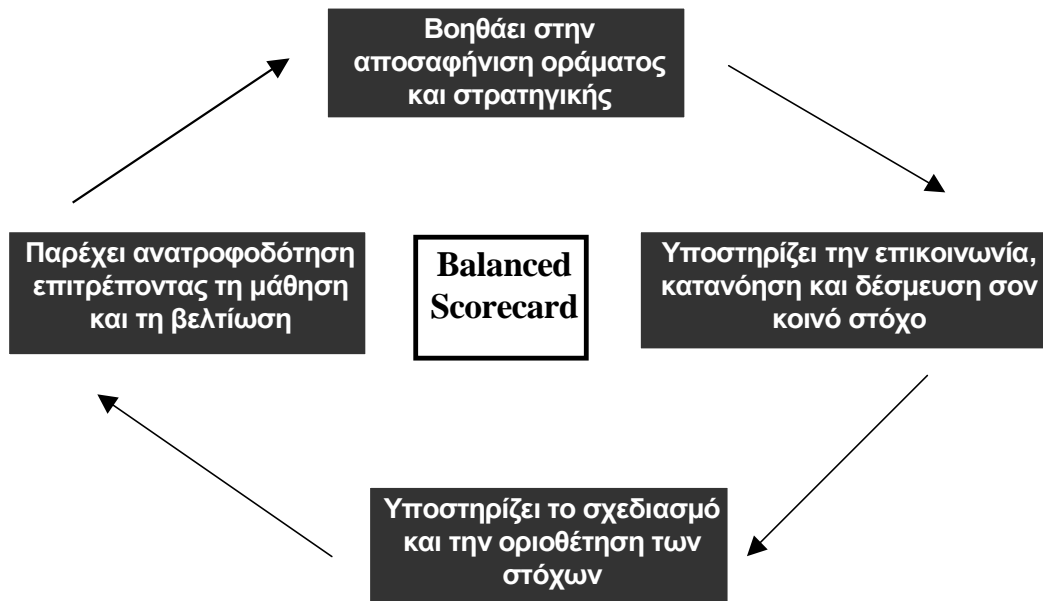 Βοηθάει στην
αποσαφήνιση οράματος
και στρατηγικής
Παρέχει ανατροφοδότηση
επιτρέποντας τη μάθηση
και τη βελτίωση
Balanced
Scorecard
Υποστηρίζει την επικοινωνία,
κατανόηση και δέσμευση σον
κοινό στόχο
Υποστηρίζει το σχεδιασμό
και την οριοθέτηση των
στόχων